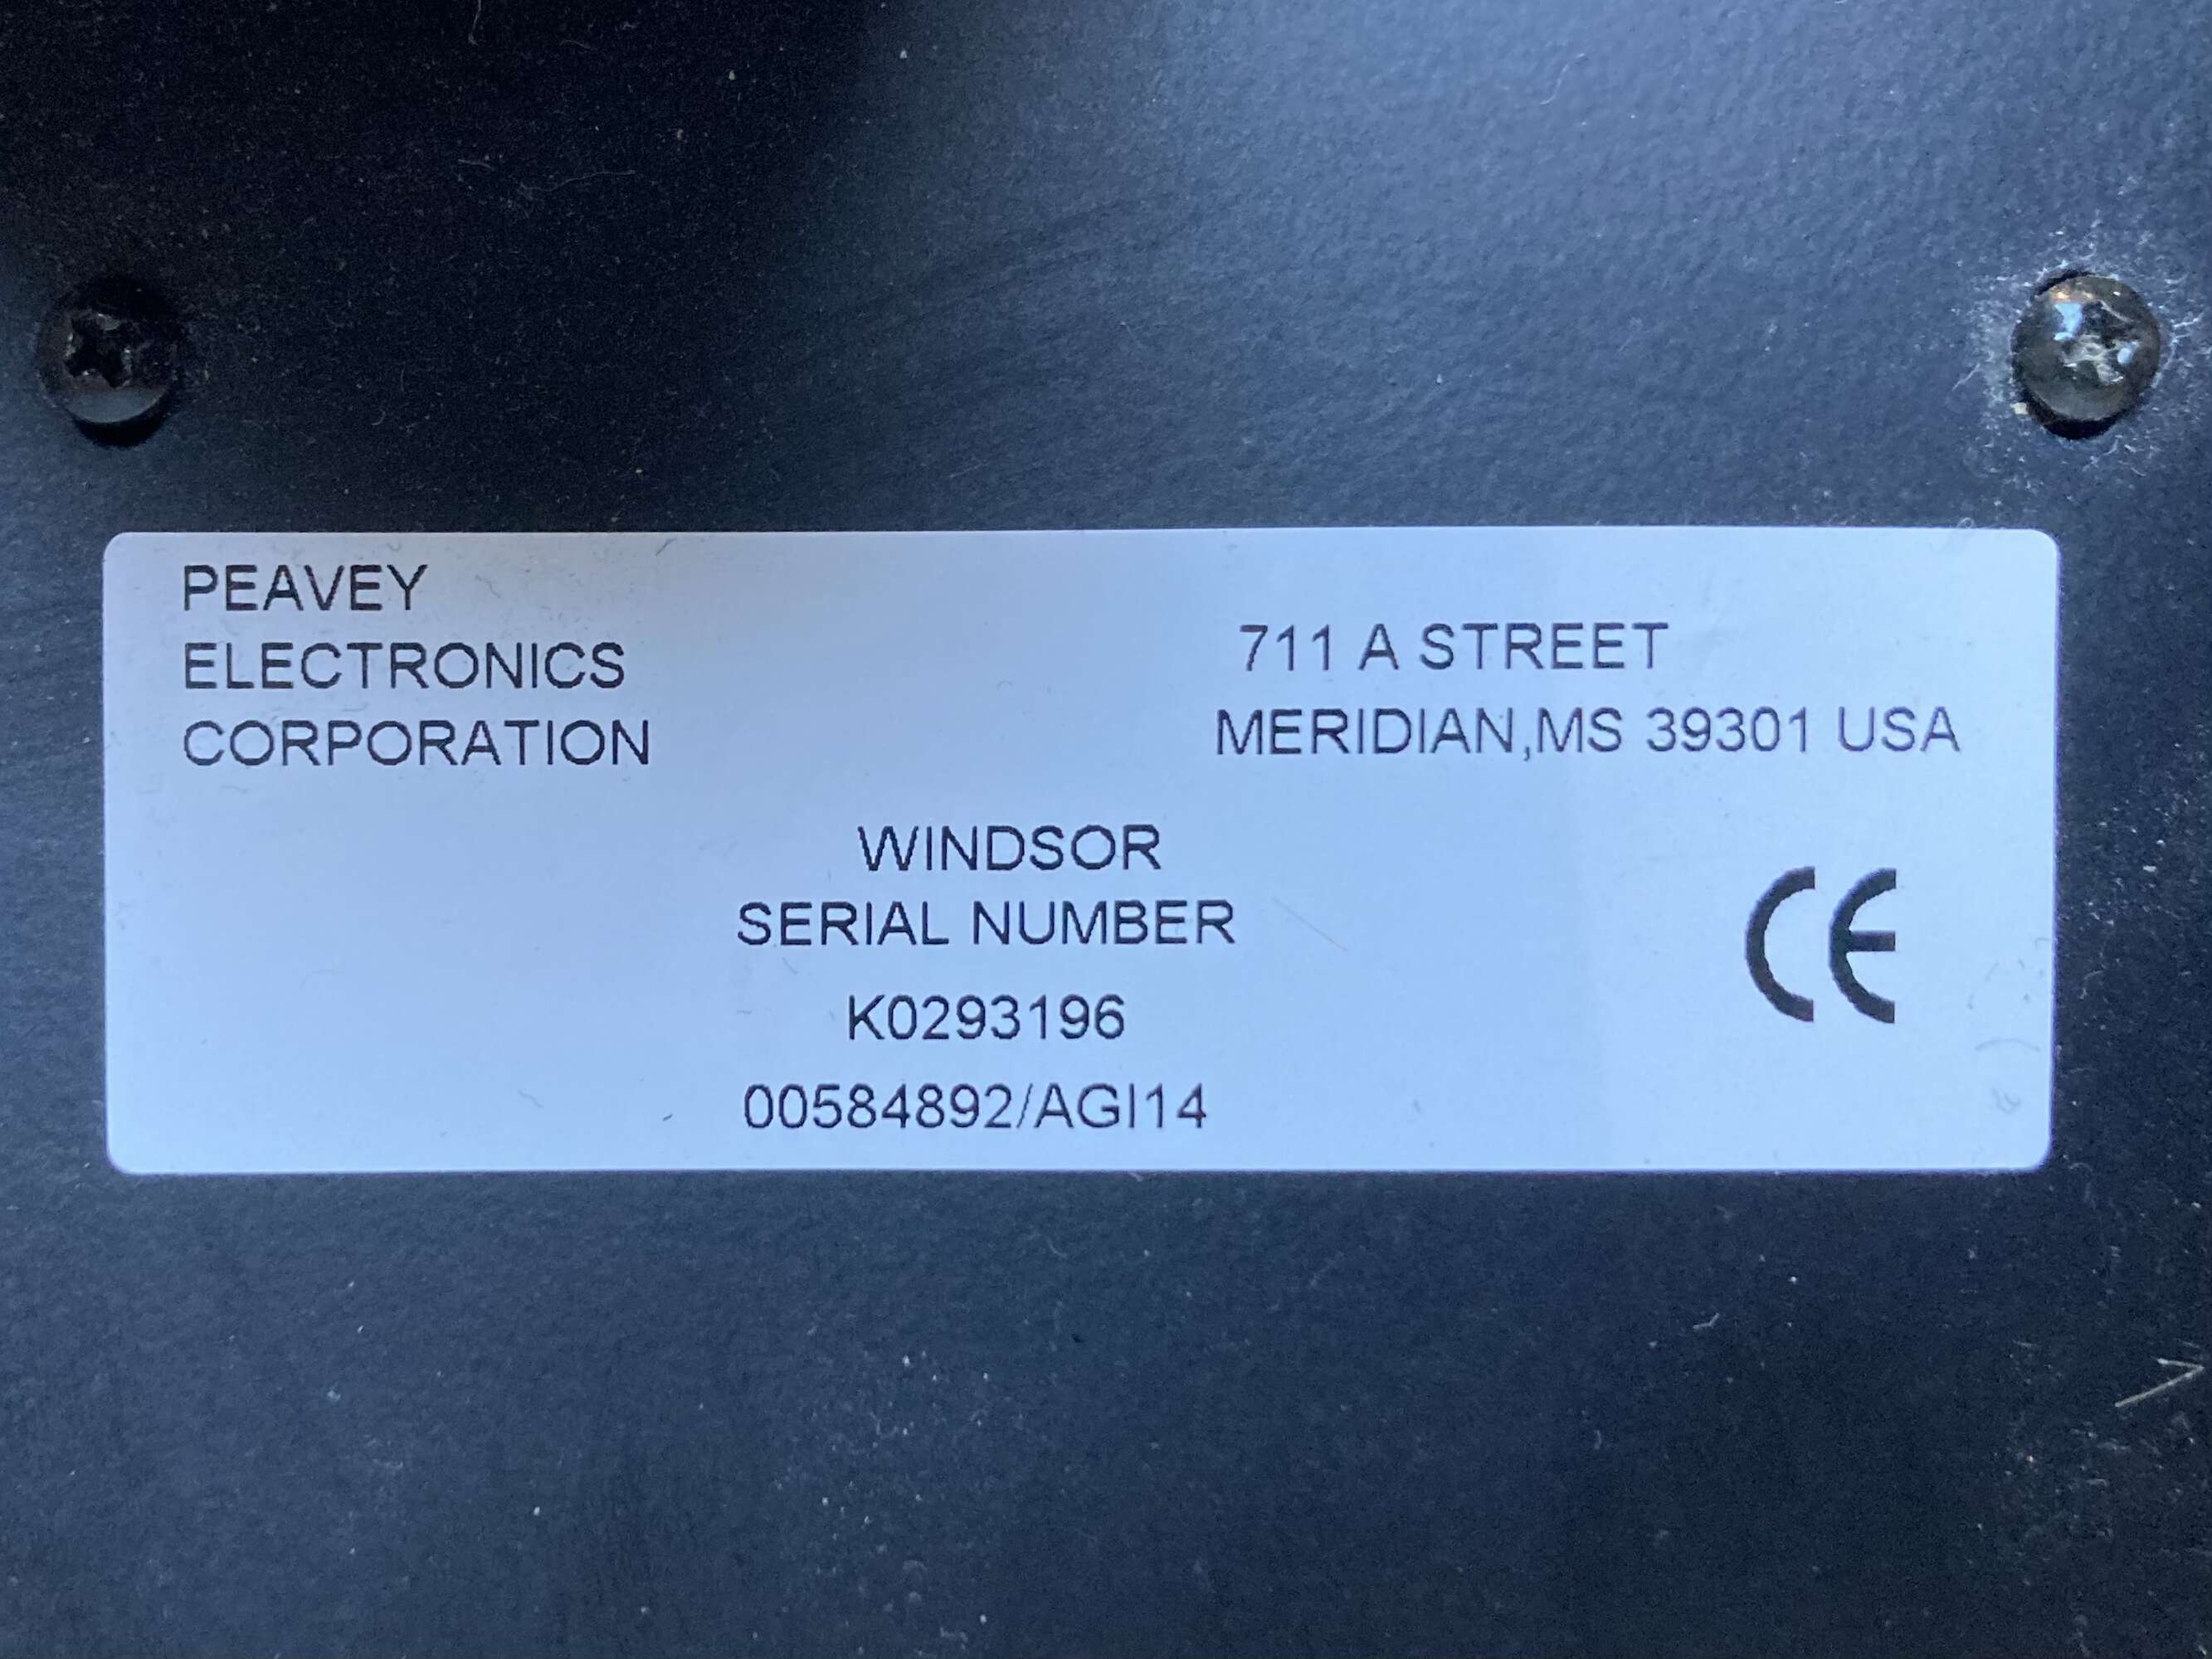 PEAVEY
ELECTRONICS
CORPORATION
711 A STREET
MERIDIAN,MS 39301 USA
WINDSOR
SERIAL NUMBER
K0293196
00584892/AGI14
CE